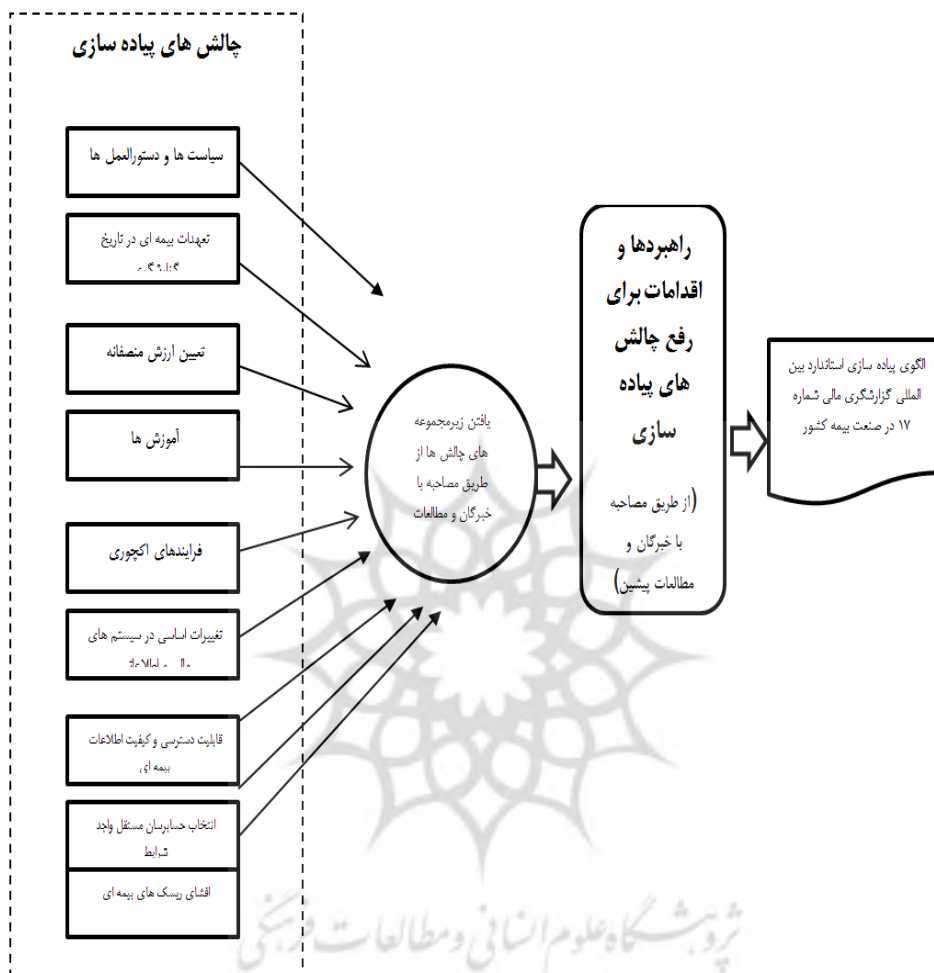 چالش های پیاده سازی
سیاست ها و دستورالعمل ها
تعهدات بیمه ای در تاریخ
تعیین ارزش منصفانه
آموزش ها
فرایندهای اکچوری
تغییرات اساسی در سیستم های
قابلیت دسترسی و کیفیت اطلاعات
بیمه ای
انتخاب حسابرسان مستقل واجد
شرایط
افشای ریسک های بیمه ای
یافتن زیرمجموعه
های چالش ها از
طریق مصاحبه با
خبرگان و مطالعات
راهبردها و
اقدامات برای
رفع چالش
های پیاده
سازی
(از طریق مصاحبه
با خبرگان و
مطالعات پیشین)
الگوی پیاده سازی استاندارد بین
المللی گزارشگری مالی شماره
۱۷ در صنعت بیمه کشور
پژوهشگاه علوم انسانی و مطالعات فرهنگی